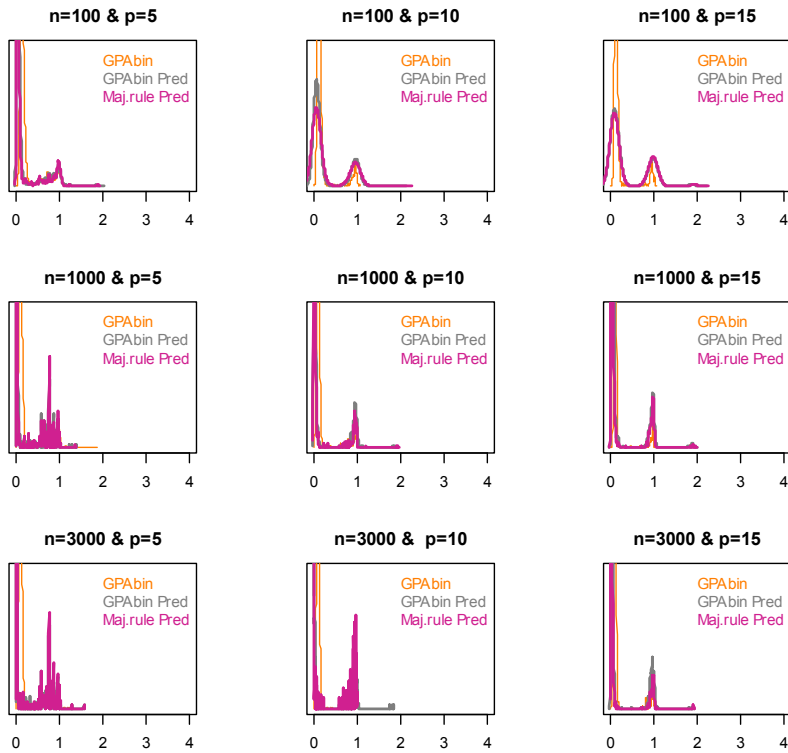 n=100 & p=5
GPAbin
GPAbin Pred
Maj.rule Pred
0 1 2 3 4
n=100 & p=10
GPAbin
GPAbin Pred
Maj.rule Pred
0 1 2 3 4
n=100 & p=15
GPAbin
GPAbin Pred
Maj.rule Pred
0 1 2 3 4
n=1000 & p=5
GPAbin
GPAbin Pred
Maj.rule Pred
0 1 2 3 4
n=1000 & p=10
GPAbin
GPAbin Pred
Maj.rule Pred
0 1 2 3 4
n=1000 & p=15
GPAbin
GPAbin Pred
Maj.rule Pred
0 1 2 3 4
n=3000 & p=5
GPAbin
GPAbin Pred
Maj.rule Pred
0 1 2 3 4
n=3000 &  p=10
GPAbin
GPAbin Pred
Maj.rule Pred
0 1 2 3 4
n=3000 & p=15
GPAbin
GPAbin Pred
Maj.rule Pred
0 1 2 3 4